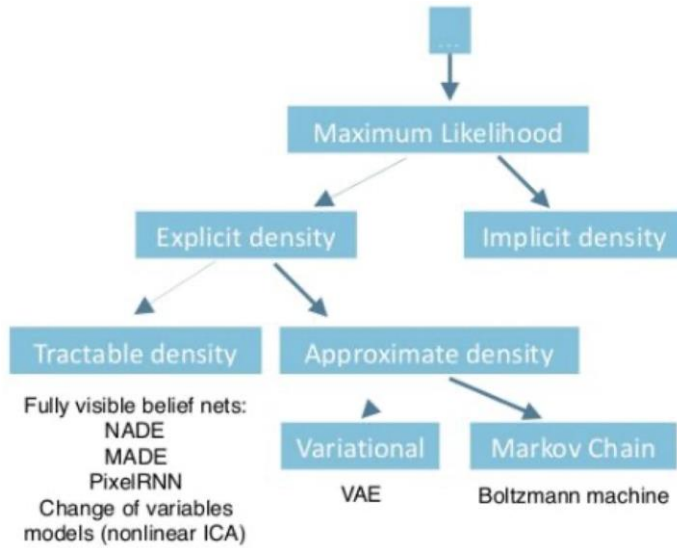 ...
Maximum Likelihood
Explicit density
Implicit density
Tractable density
Approximate density
Fully visible belief nets:
NADE
MADE
PixelRNN
Change of variables
models (nonlinear ICA)
Variational
Markov Chain
VAE
Boltzmann machine